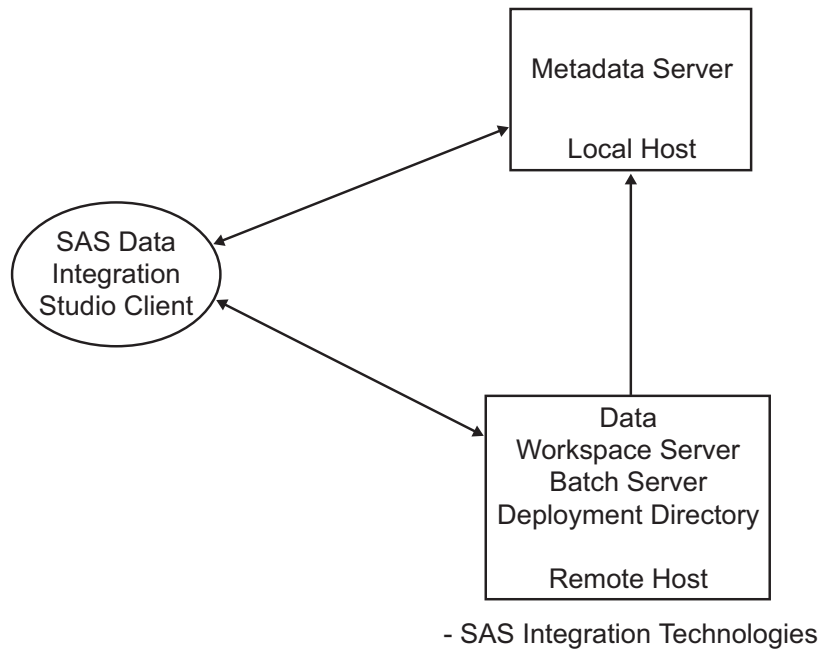 Metadata Server
Local Host
SAS Data
Integration
Studio Client
Data
Workspace Server
Batch Server
Deployment Directory
Remote Host
- SAS Integration Technologies